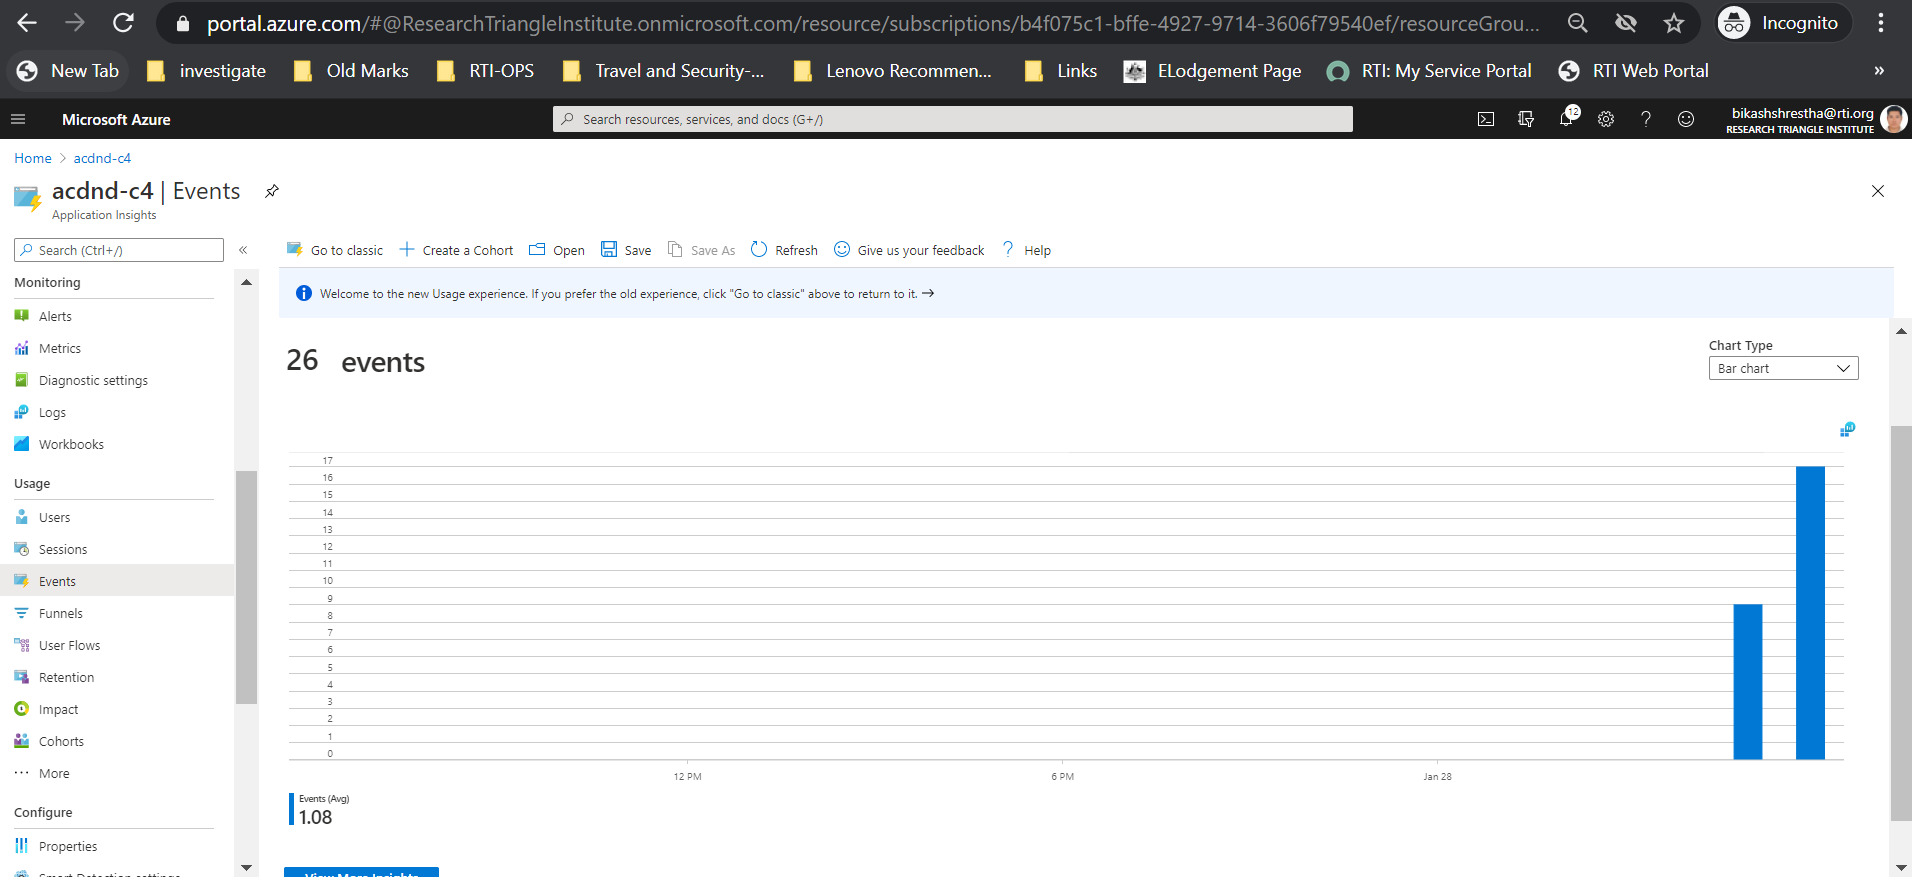 portal.azure.com/#@ResearchTriangleInstitute.onmicrosoft.com/resource/subscriptions/b4f075c1-bffe-4927-9714-3606f79540ef/resourceGrou...
Incognito
New Tab
investigate
Old Marks
RTI-OPS
Travel and Security-...
Lenovo Recommen...
Links
ELodgement Page
RTI: My Service Portal
RTI Web Portal
»
Microsoft Azure
Search resources, services, and docs (G+/)
12
bikashshrestha@rti.org
RESEARCH TRIANGLE INSTITUTE
Home > acdnd-c4
acdnd-c4 | Events
Application Insights
Search (Ctrl+/)
«
Go to classic
Create a Cohort
Open
Save
Save As
Refresh
Give us your feedback
? Help
Welcome to the new Usage experience. If you prefer the old experience, click "Go to classic" above to return to it. →
Monitoring
Alerts
Metrics
Diagnostic settings
Logs
Workbooks
Usage
Users
Sessions
Events
Funnels
User Flows
Retention
Impact
Cohorts
More
Configure
Properties
Smart Detection settings
26 events
Chart Type
Bar chart
17
16
15
14
13
12
11
10
9
8
7
6
5
4
3
2
1
0
12 PM
6 PM
Jan 28
Events (Avg)
1.08
View More Insights